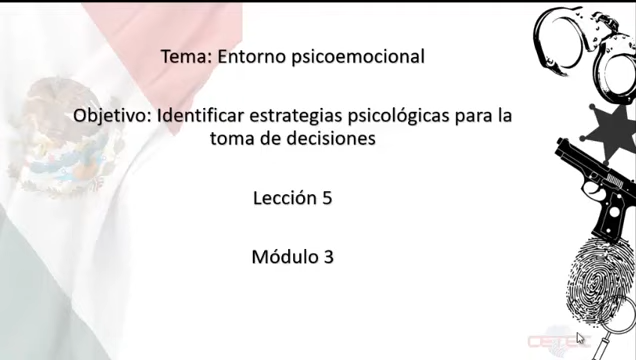 Tema: Entorno psicoemocional
Objetivo: Identificar estrategias psicológicas para la
toma de decisiones
Lección 5
Módulo 3